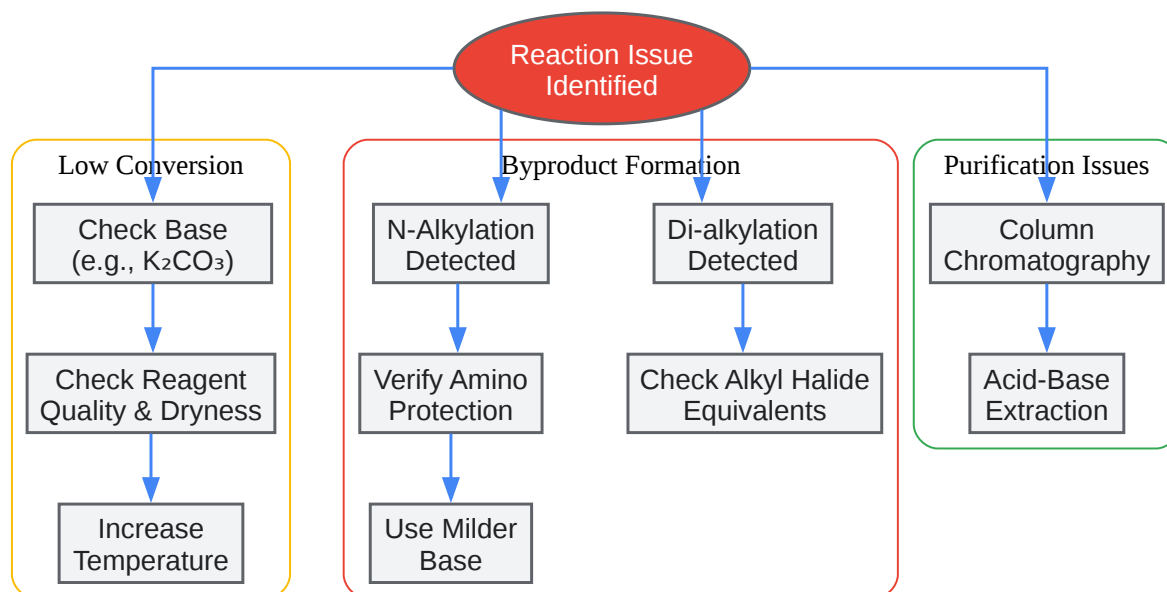 Reaction Issue
Identified
Low Conversion
Byproduct Formation
Purification Issues
Check Base
(e.g., K₂CO₃)
N-Alkylation
Detected
Di-alkylation
Detected
Column
Chromatography
Check Reagent
Quality & Dryness
Verify Amino
Protection
Check Alkyl Halide
Equivalents
Acid-Base
Extraction
Increase
Temperature
Use Milder
Base